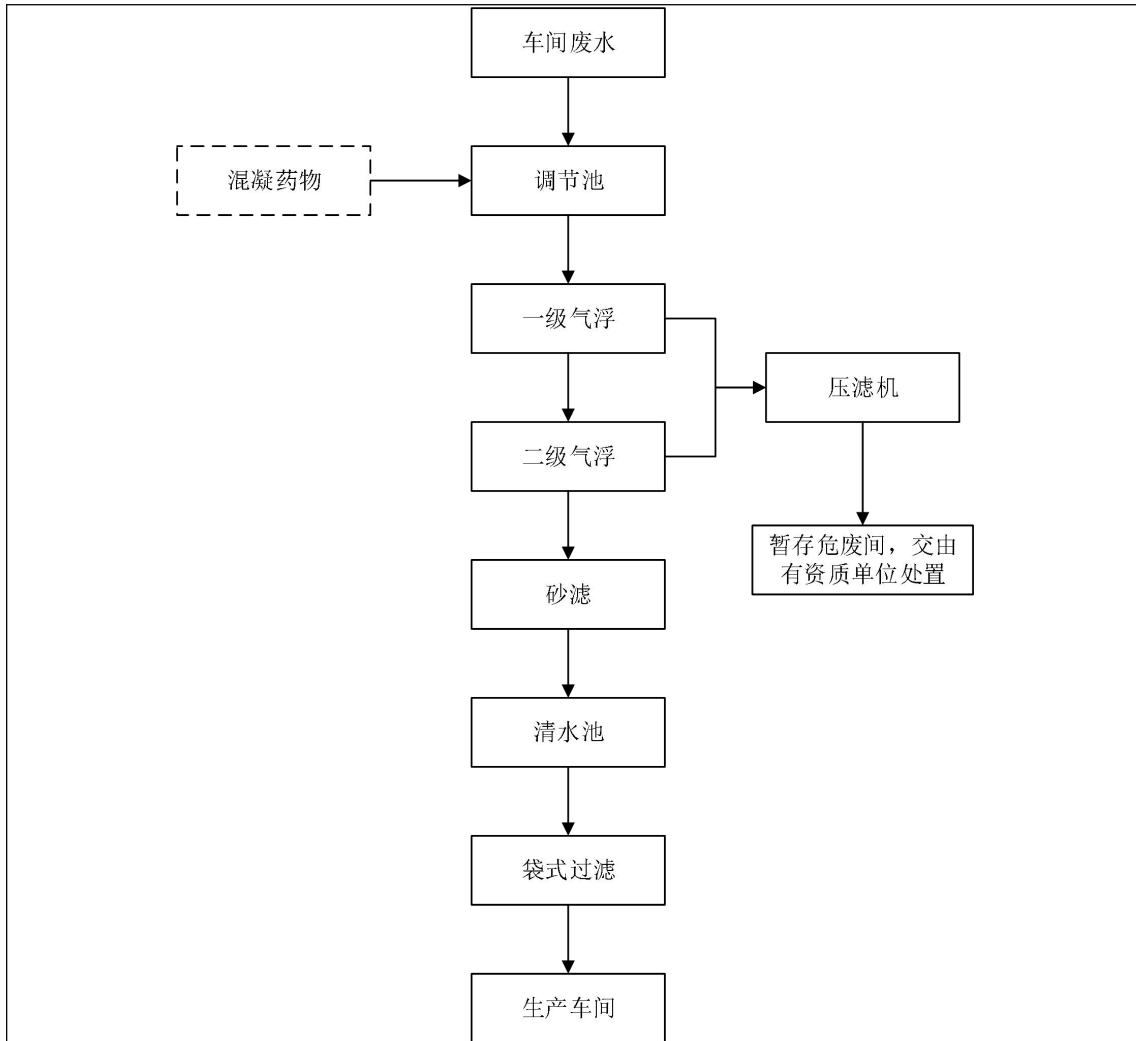 车间废水
混凝药物
调节池
一级气浮
压滤机
二级气浮
暂存危废间，交由
有资质单位处置
砂滤
清水池
袋式过滤
生产车间